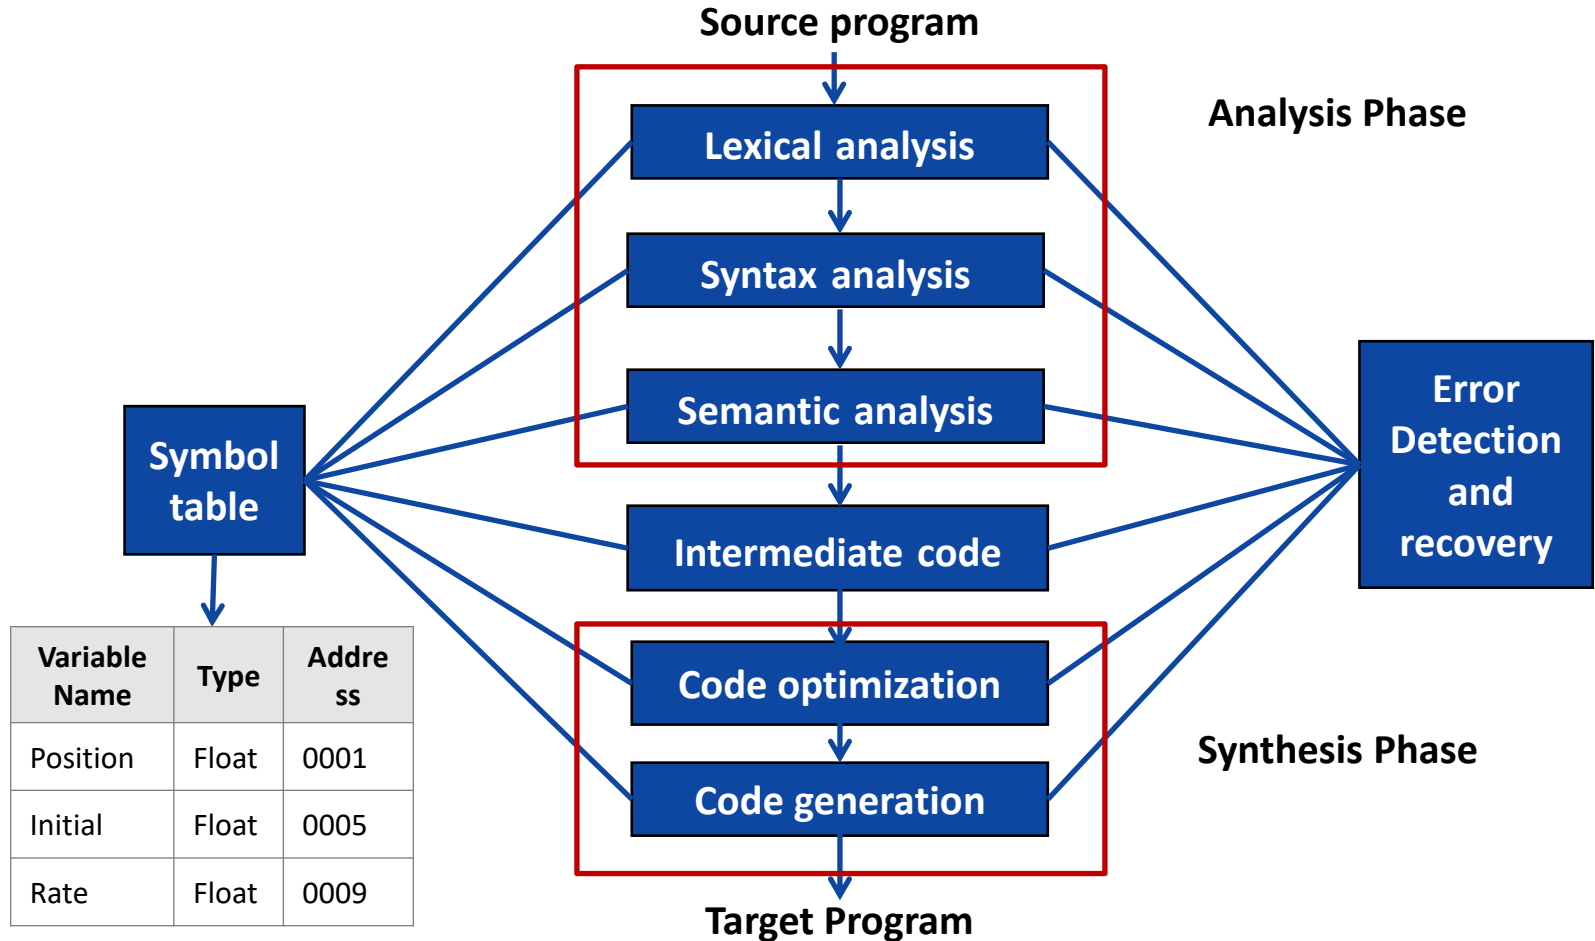 Source program
Analysis Phase
Lexical analysis
Syntax analysis
Semantic analysis
Symbol
table
Error
Detection
and
recovery
Intermediate code
Code optimization
Code generation
Synthesis Phase
Target Program
Variable
Name
Type
Addre
ss
Position Float 0001
Initial Float 0005
Rate Float 0009